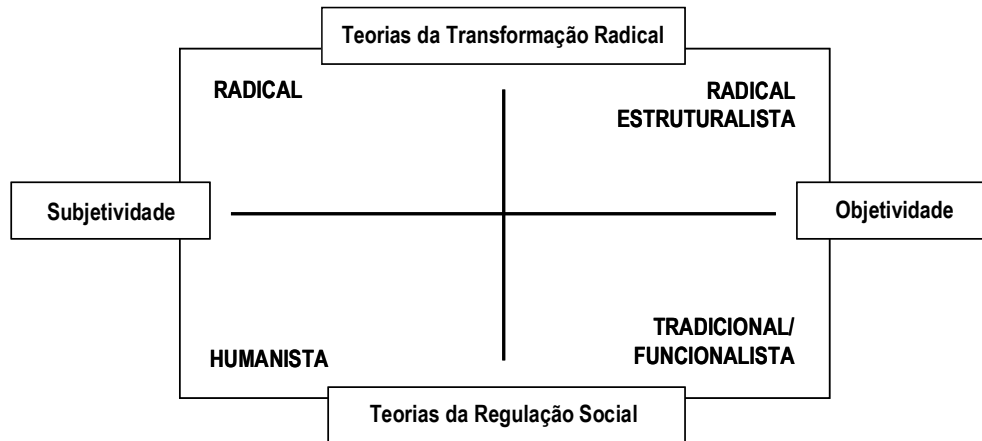 Teorias da Transformação Radical
RADICAL
RADICAL
ESTRUTURALISTA
Subjetividade
Objetividade
HUMANISTA
TRADICIONAL/
FUNCIONALISTA
Teorias da Regulação Social